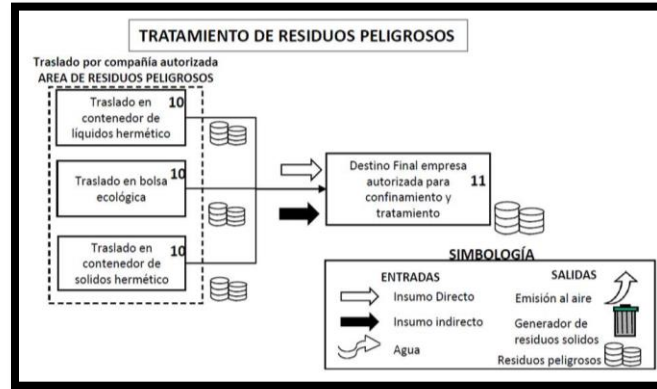 TRATAMIENTO DE RESIDUOS PELIGROSOS
Traslado por compañía autorizada
AREA DE RESIDUOS PELIGROSOS
Traslado en 10
contenedor de
líquidos hermético
Traslado en bolsa 10
ecológica
Traslado en 10
contenedor de
solidos hermético
Destino Final empresa
autorizada para 11
confinamiento y
tratamiento
SIMBOLOGÍA
ENTRADAS
Insumo Directo
Insumo indirecto
Agua
SALIDAS
Emisión al aire
Generador de
residuos solidos
Residuos peligrosos